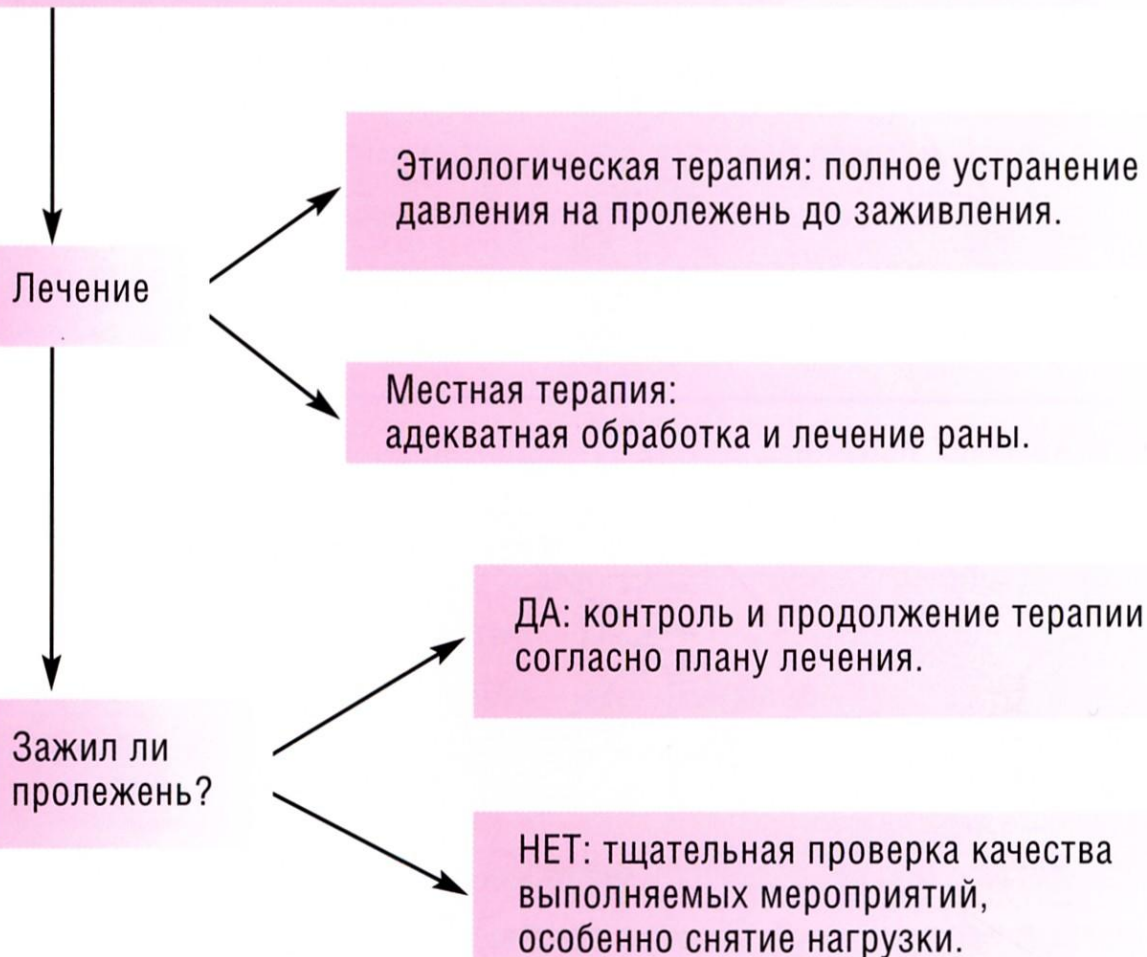 Этиологическая терапия: полное устранение
давления на пролежень до заживления.
Лечение
Местная терапия:
адекватная обработка и лечение раны.
ДА: контроль и продолжение терапии
согласно плану лечения.
Зажил ли
пролежень?
НЕТ: тщательная проверка качества
выполняемых мероприятий,
особенно снятие нагрузки.